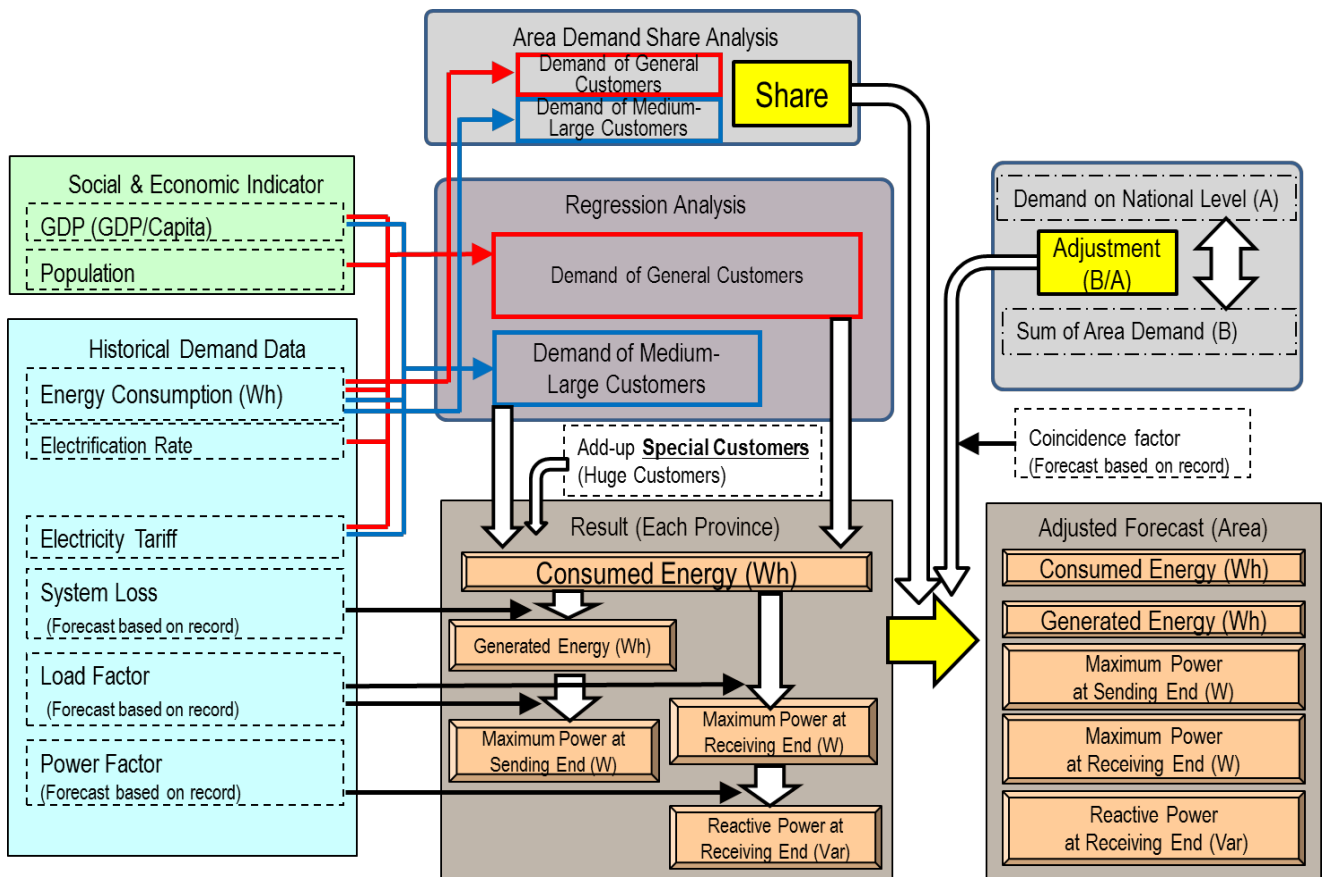 Area Demand Share Analysis
Demand of General
Customers
Demand of Medium-
Large Customers
Share
Social & Economic Indicator
GDP (GDP/Capita)
Population
Historical Demand Data
Energy Consumption (Wh)
Electrification Rate
Electricity Tariff
System Loss
(Forecast based on record)
Load Factor
(Forecast based on record)
Power Factor
(Forecast based on record)
Regression Analysis
Demand of General Customers
Demand of Medium-
Large Customers
Add-up Special Customers
(Huge Customers)
Result (Each Province)
Consumed Energy (Wh)
Generated Energy (Wh)
Maximum Power at
Sending End (W)
Maximum Power at
Receiving End (W)
Reactive Power at
Receiving End (Var)
Demand on National Level (A)
Adjustment
(B/A)
Sum of Area Demand (B)
Coincidence factor
(Forecast based on record)
Adjusted Forecast (Area)
Consumed Energy (Wh)
Generated Energy (Wh)
Maximum Power
at Sending End (W)
Maximum Power
at Receiving End (W)
Reactive Power
at Receiving End (Var)